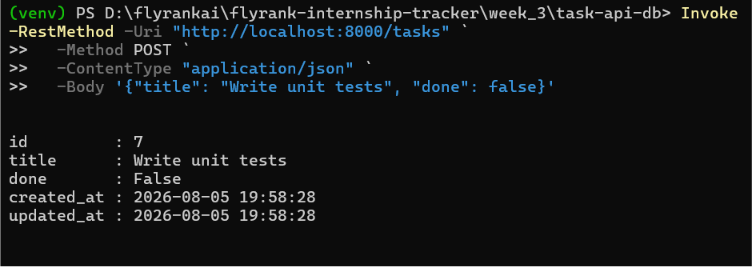 (venv) PS D:\flyrankai\flyrank-internship-tracker\week_3\task-api-db> Invoke
-RestMethod -Uri "http://localhost:8000/tasks" `
>>   -Method POST `
>>   -ContentType "application/json" `
>>   -Body '{"title": "Write unit tests", "done": false}'
id         : 7
title      : Write unit tests
done       : False
created_at : 2026-08-05 19:58:28
updated_at : 2026-08-05 19:58:28